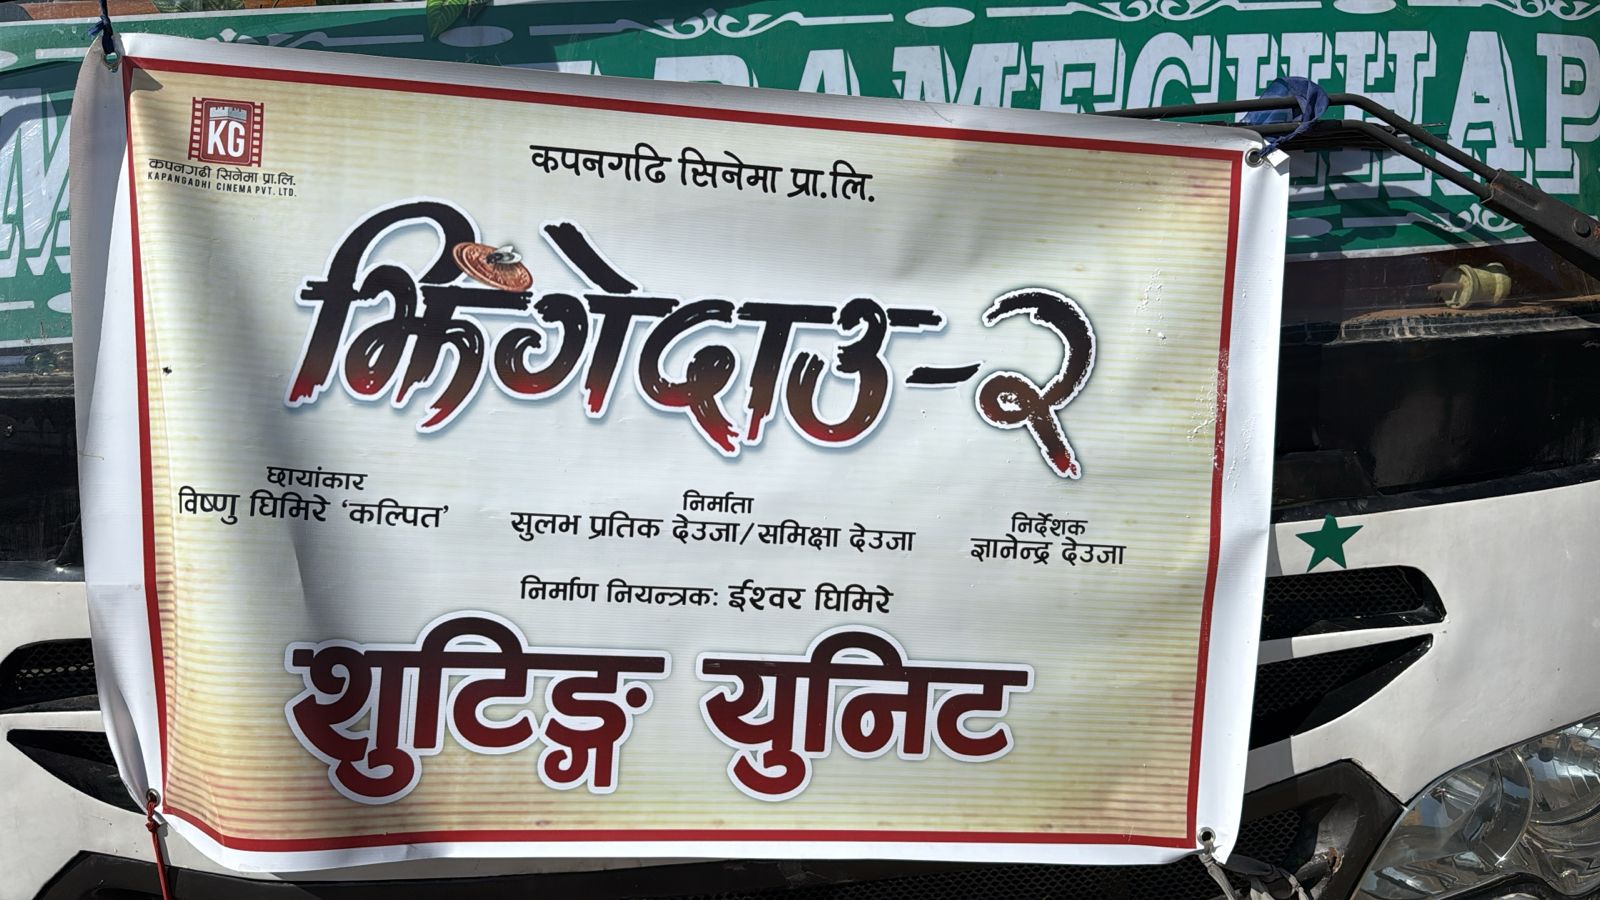 RAMECHHAP
KG
कपनगढी सिनेमा प्रा.लि.
KAPANGADHI CINEMA PVT. LTD.
कपनगढि सिनेमा प्रा.लि.
झिँगेदाउ-२
छायांकार
विष्णु घिमिरे ‘कल्पित’
निर्माता
सुलभ प्रतिक देउजा/समिक्षा देउजा
निर्देशक
ज्ञानेन्द्र देउजा
निर्माण नियन्त्रक: ईश्वर घिमिरे
शुटिङ्ग युनिट